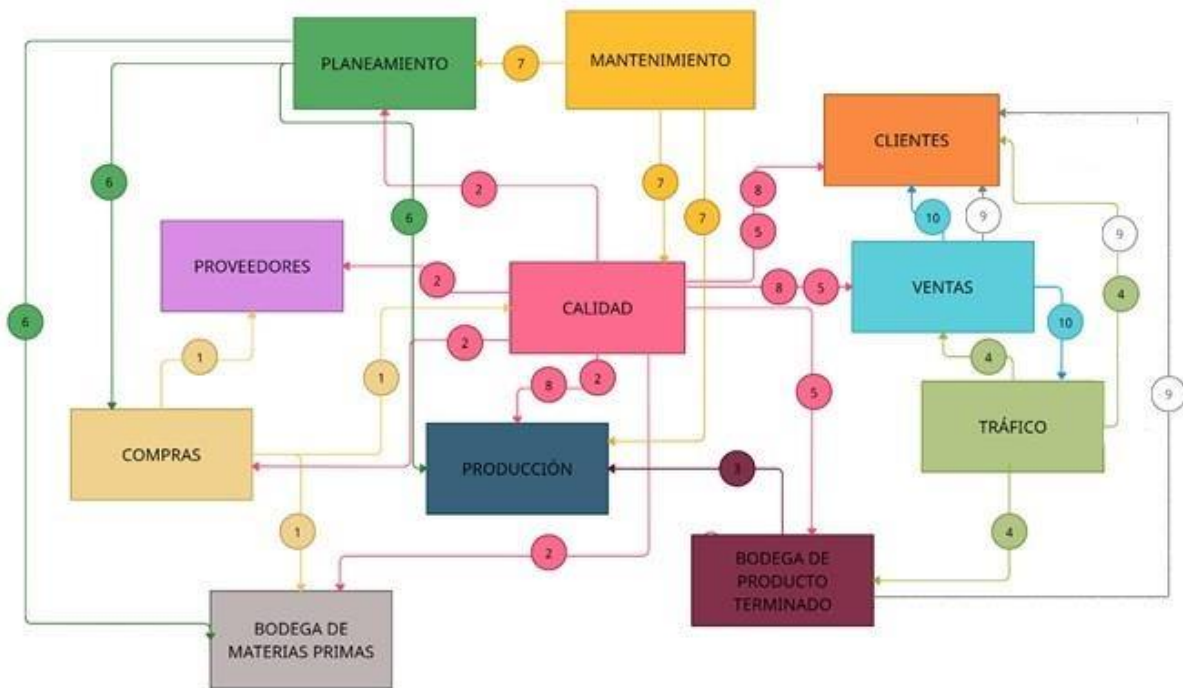 PLANEAMIENTO
MANTENIMIENTO
7
CLIENTES
6
2
7
8
7
6
5
10
9
9
PROVEEDORES
2
CALIDAD
8
5
VENTAS
4
6
1
2
1
8
2
5
4
10
9
COMPRAS
PRODUCCIÓN
3
TRÁFICO
1
2
4
BODEGA DE
PRODUCTO
TERMINADO
BODEGA DE
MATERIAS PRIMAS